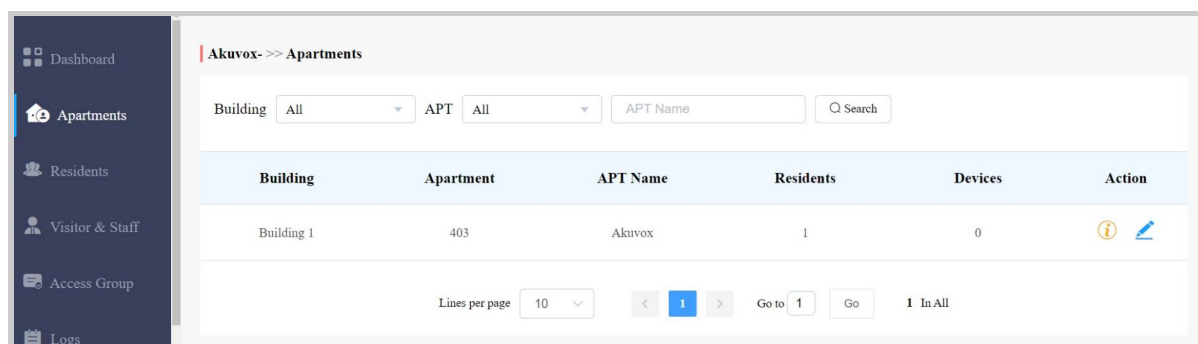 Dashboard
Apartments
Residents
Visitor & Staff
Access Group
Logs
Akuvox- >> Apartments
Building All APT All APT Name Search
Building Apartment APT Name Residents Devices Action
Building 1 403 Akuvox 1 0
Lines per page 10 < 1 > Go to 1 Go 1 In All